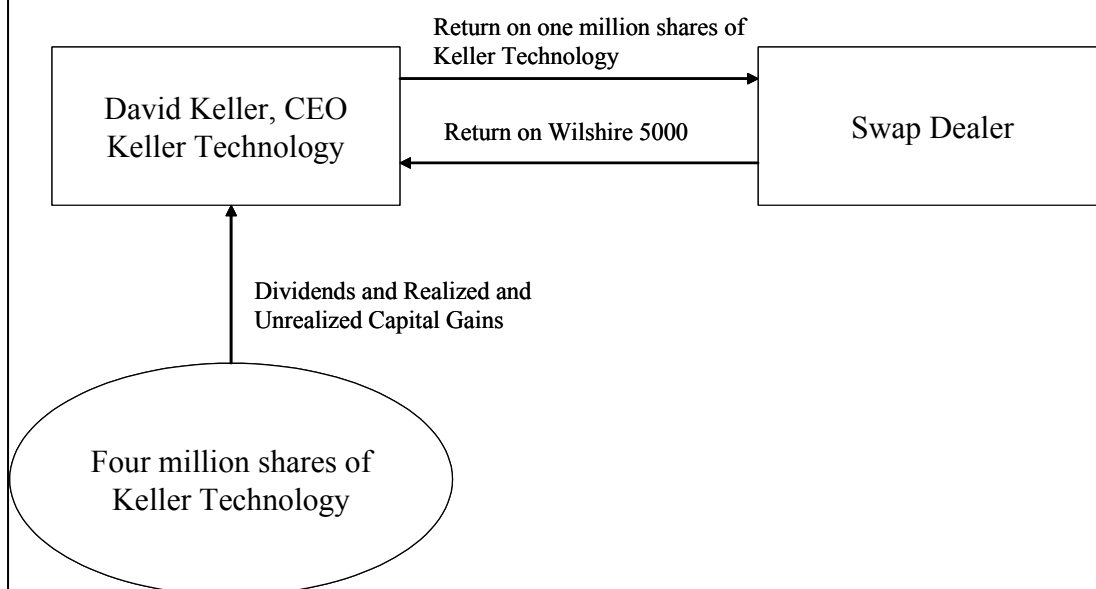 Return on one million shares of
Keller Technology
David Keller, CEO
Keller Technology
Return on Wilshire 5000
Swap Dealer
Dividends and Realized and
Unrealized Capital Gains
Four million shares of
Keller Technology